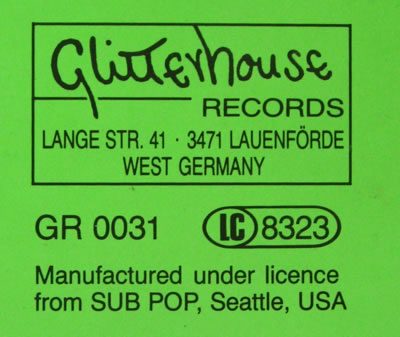 Glitterhouse
RECORDS
LANGE STR. 41 · 3471 LAUENFÖRDE
WEST GERMANY
GR 0031 LC 8323
Manufactured under licence
from SUB POP, Seattle, USA